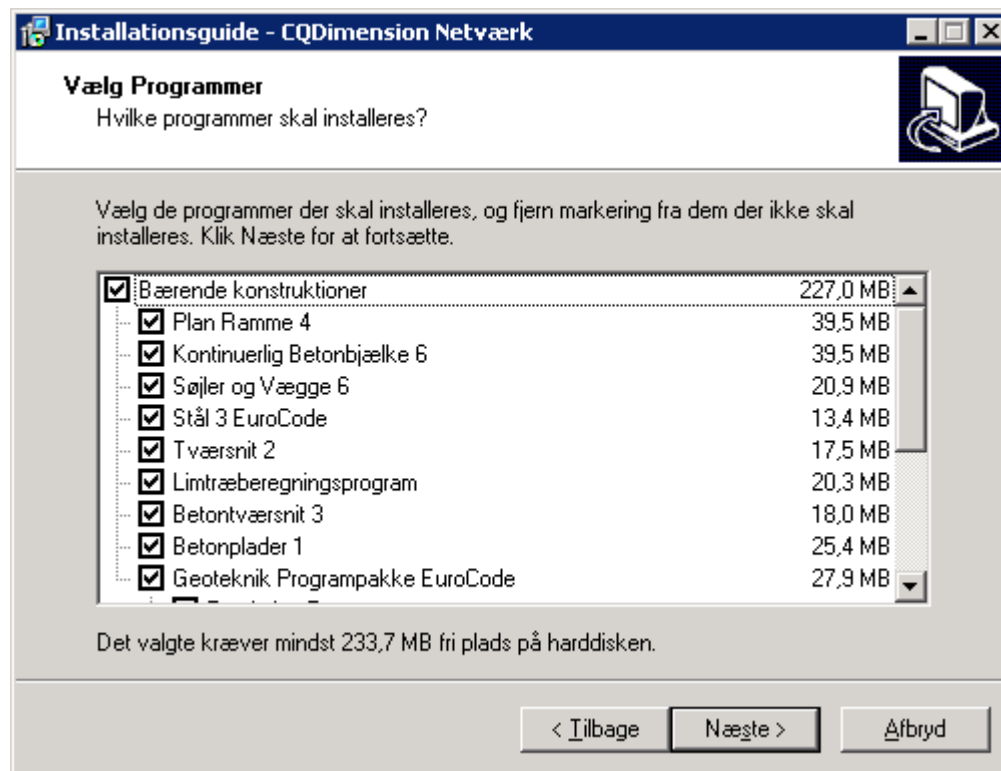 Installationsguide - CQDimension Netværk
Vælg Programmer
Hvilke programmer skal installeres?
Vælg de programmer der skal installeres, og fjern markering fra dem der ikke skal
installeres. Klik Næste for at fortsætte.
Bærende konstruktioner 227,0 MB
Plan Ramme 4 39,5 MB
Kontinuerlig Betonbjælke 6 39,5 MB
Søjler og Vægge 6 20,9 MB
Stål 3 EuroCode 13,4 MB
Tværsnit 2 17,5 MB
Limtræberegningsprogram 20,3 MB
Betontværsnit 3 18,0 MB
Betonplader 1 25,4 MB
Geoteknik Programpakke EuroCode 27,9 MB
Det valgte kræver mindst 233,7 MB fri plads på harddisken.
< Tilbage Næste > Afbryd